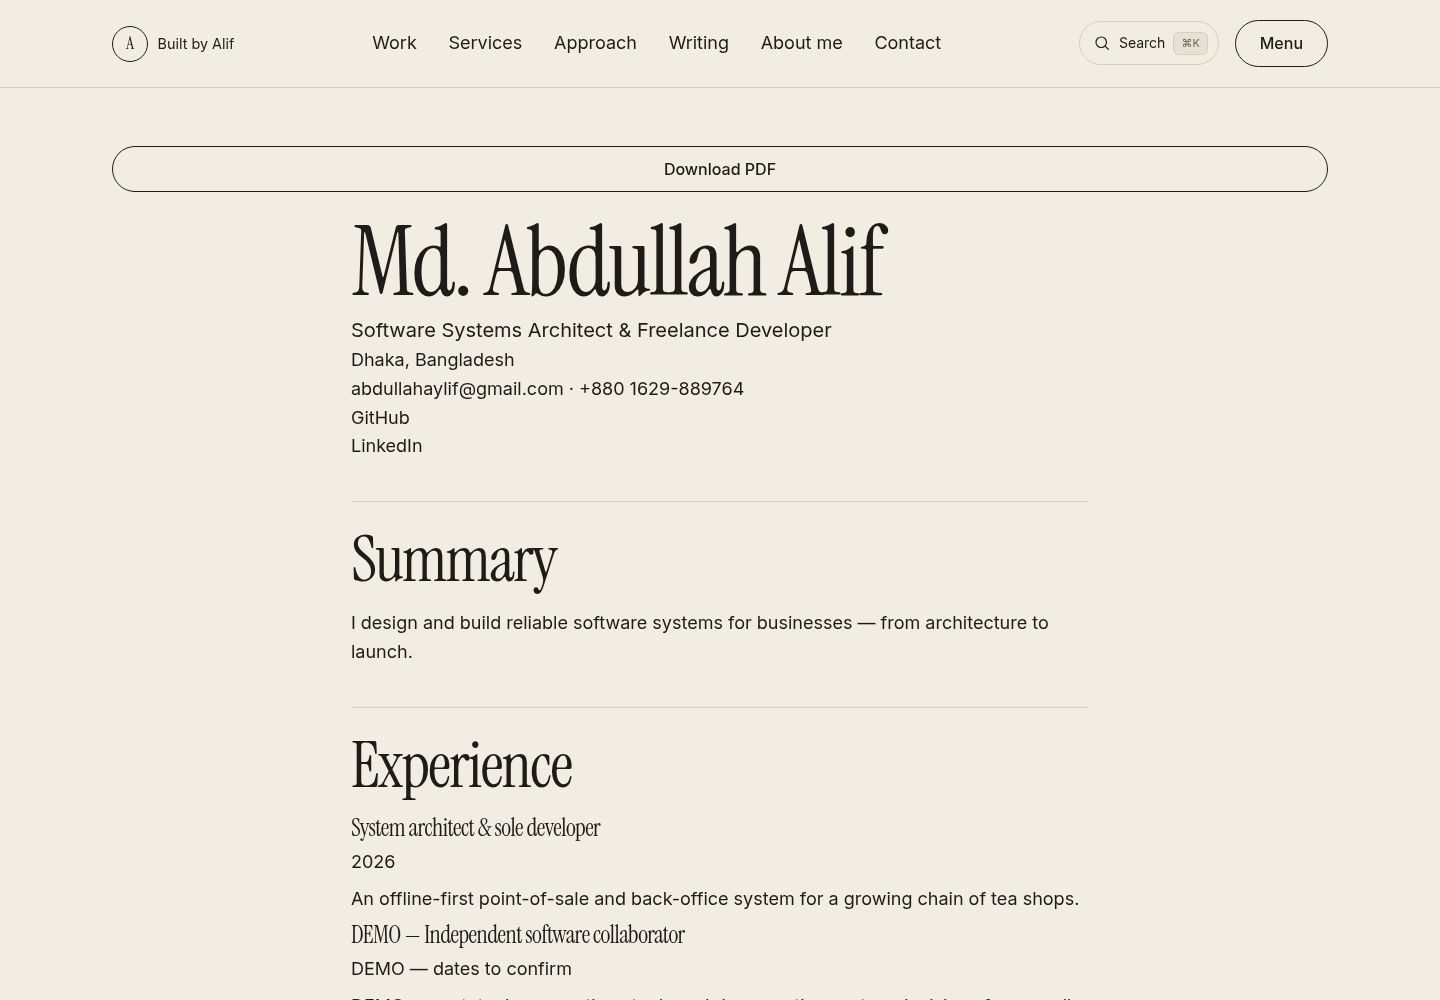 A Built by Alif
Work Services Approach Writing About me Contact
Search ⌘K
Menu
Download PDF
Md. Abdullah Alif
Software Systems Architect & Freelance Developer
Dhaka, Bangladesh
abdullahaylif@gmail.com · +880 1629-889764
GitHub
LinkedIn
Summary
I design and build reliable software systems for businesses — from architecture to
launch.
Experience
System architect & sole developer
2026
An offline-first point-of-sale and back-office system for a growing chain of tea shops.
DEMO — Independent software collaborator
DEMO — dates to confirm